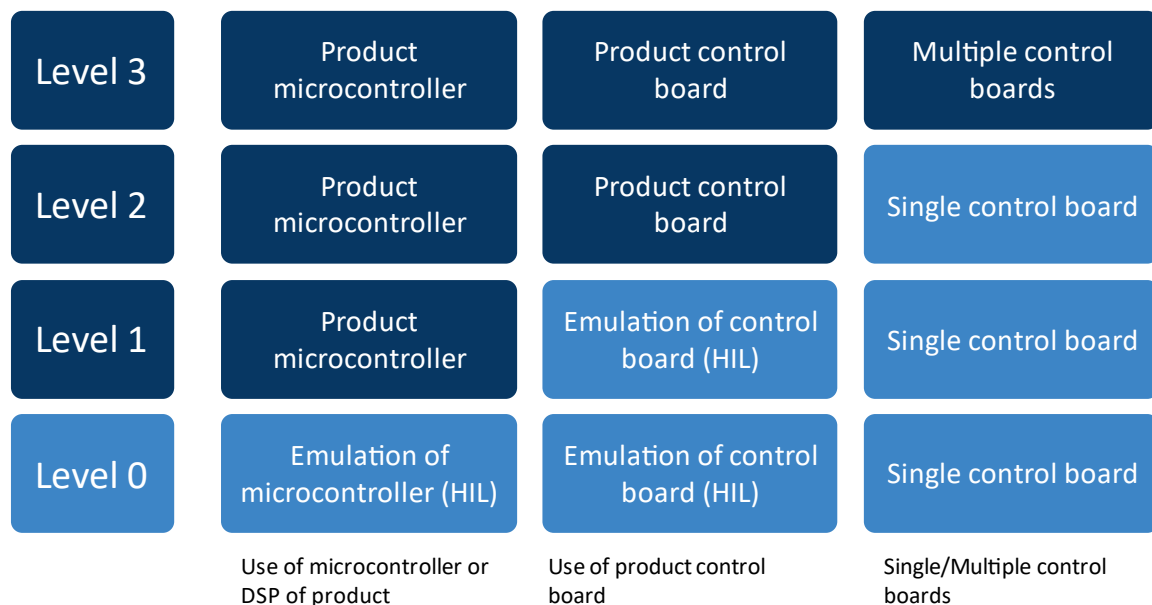 Level 3
Product
microcontroller
Product control
board
Multiple control
boards
Level 2
Product
microcontroller
Product control
board
Single control board
Level 1
Product
microcontroller
Emulation of control
board (HIL)
Single control board
Level 0
Emulation of
microcontroller (HIL)
Emulation of control
board (HIL)
Single control board
Use of microcontroller or
DSP of product
Use of product control
board
Single/Multiple control
boards